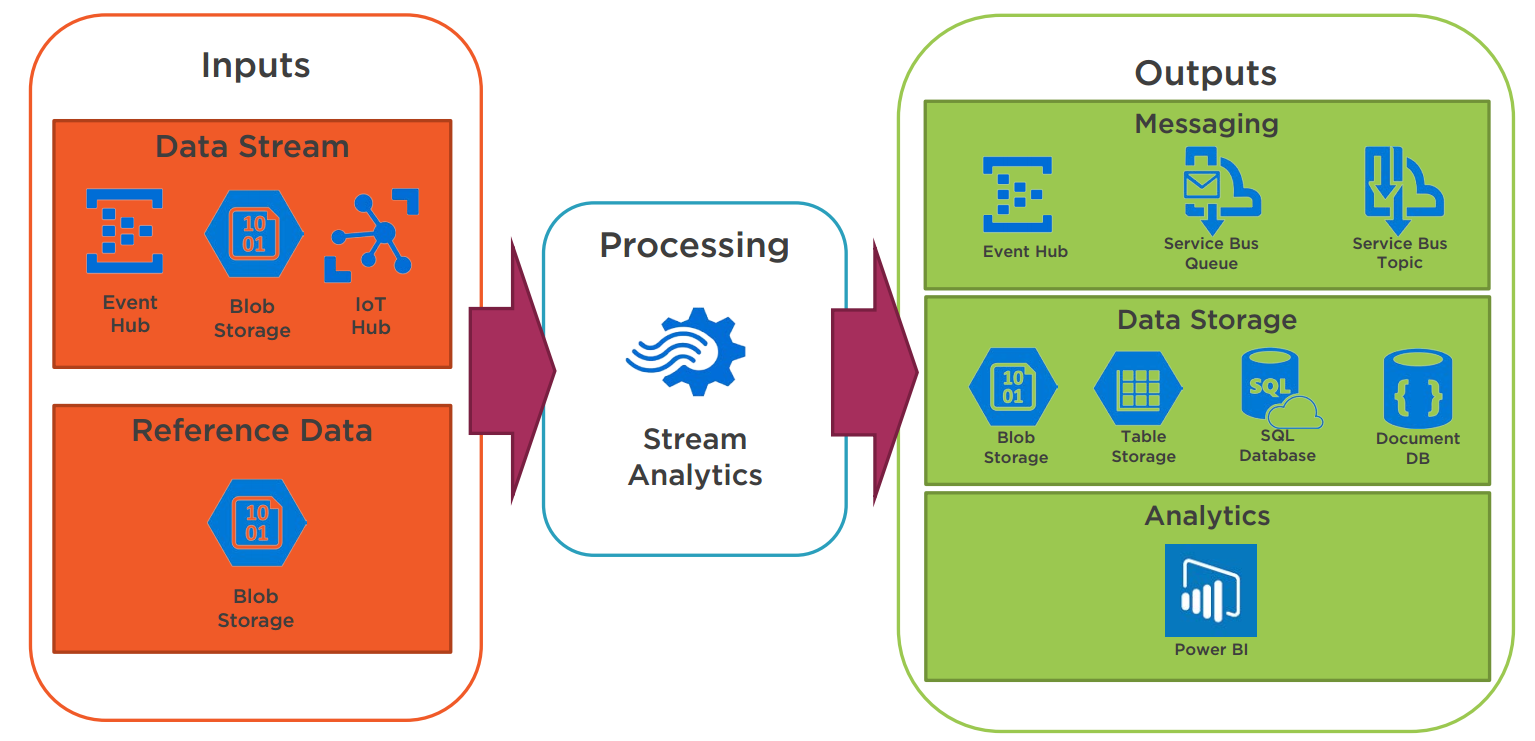 Inputs
Data Stream
10
01
Event
Hub
Blob
Storage
IoT
Hub
Reference Data
10
01
Blob
Storage
Processing
Stream
Analytics
Outputs
Messaging
Event Hub
Service Bus
Queue
Service Bus
Topic
Data Storage
10
01
Blob
Storage
Table
Storage
SQL
SQL
Database
{ }
Document
DB
Analytics
Power BI